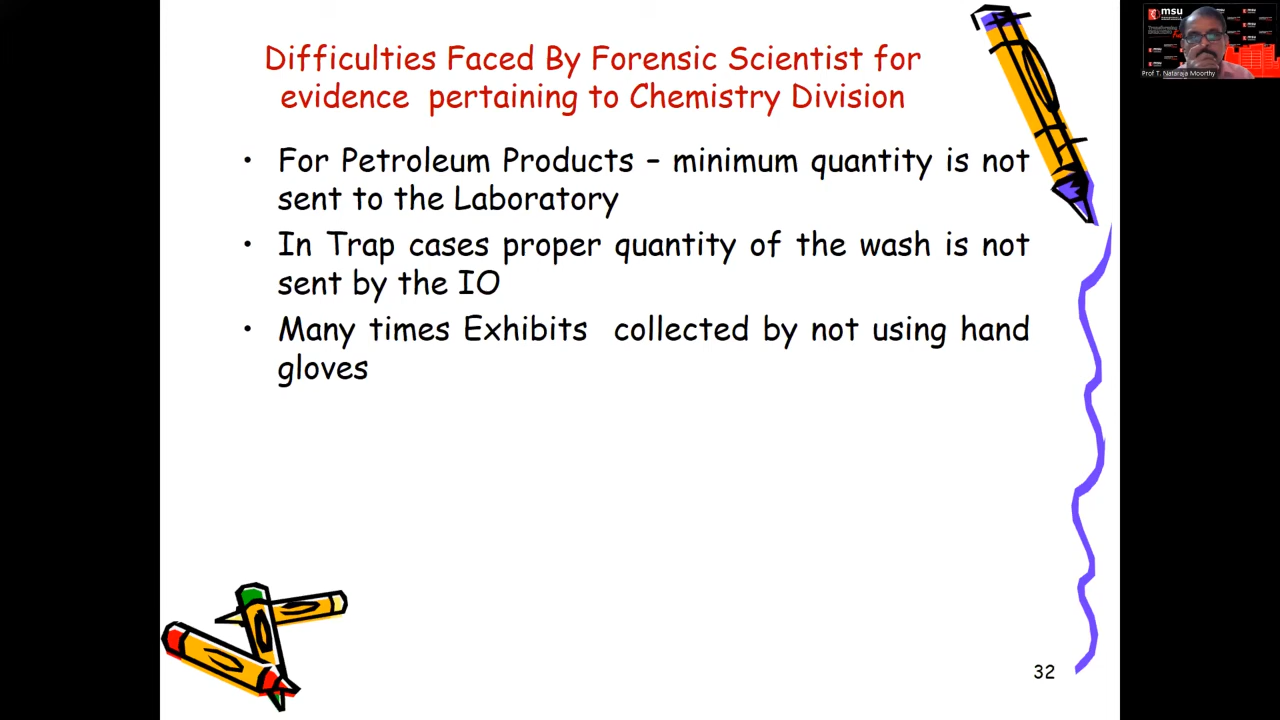 Difficulties Faced By Forensic Scientist for
evidence pertaining to Chemistry Division
• For Petroleum Products – minimum quantity is not
sent to the Laboratory
• In Trap cases proper quantity of the wash is not
sent by the IO
• Many times Exhibits collected by not using hand
gloves
32
msu
Prof T. Nataraja Moorthy